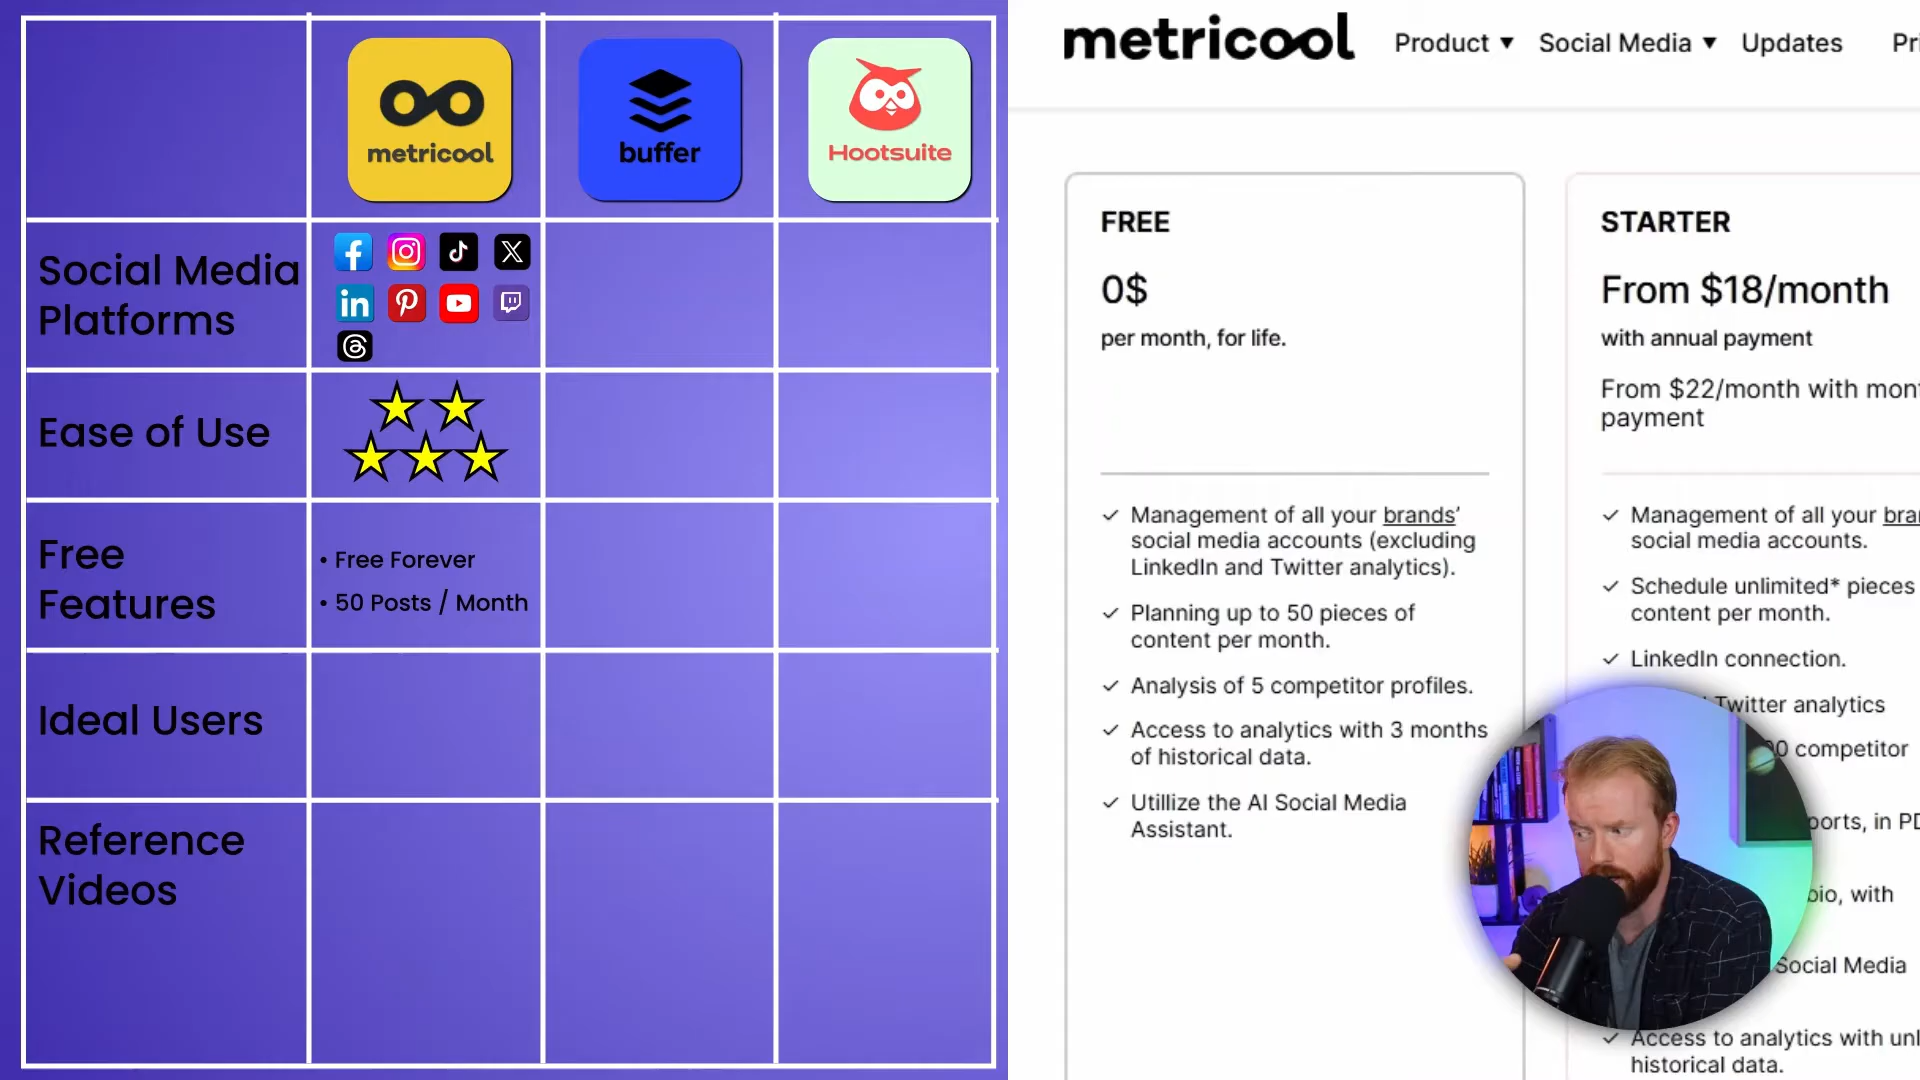 metricool
buffer
Hootsuite
Social Media
Platforms
in
Ease of Use
Free
Features
• Free Forever
• 50 Posts / Month
Ideal Users
Reference
Videos
metricool
Product ▼
Social Media ▼
Updates
FREE
0$
per month, for life.
Management of all your brands’
social media accounts (excluding
LinkedIn and Twitter analytics).
Planning up to 50 pieces of
content per month.
Analysis of 5 competitor profiles.
Access to analytics with 3 months
of historical data.
Utillize the AI Social Media
Assistant.
STARTER
From $18/month
with annual payment
From $22/month with
payment
Management of all your
social media accounts.
Schedule unlimited* pieces
content per month.
LinkedIn connection.
Twitter analytics
competitor
in
with
Social Media
Access to analytics with
historical data.